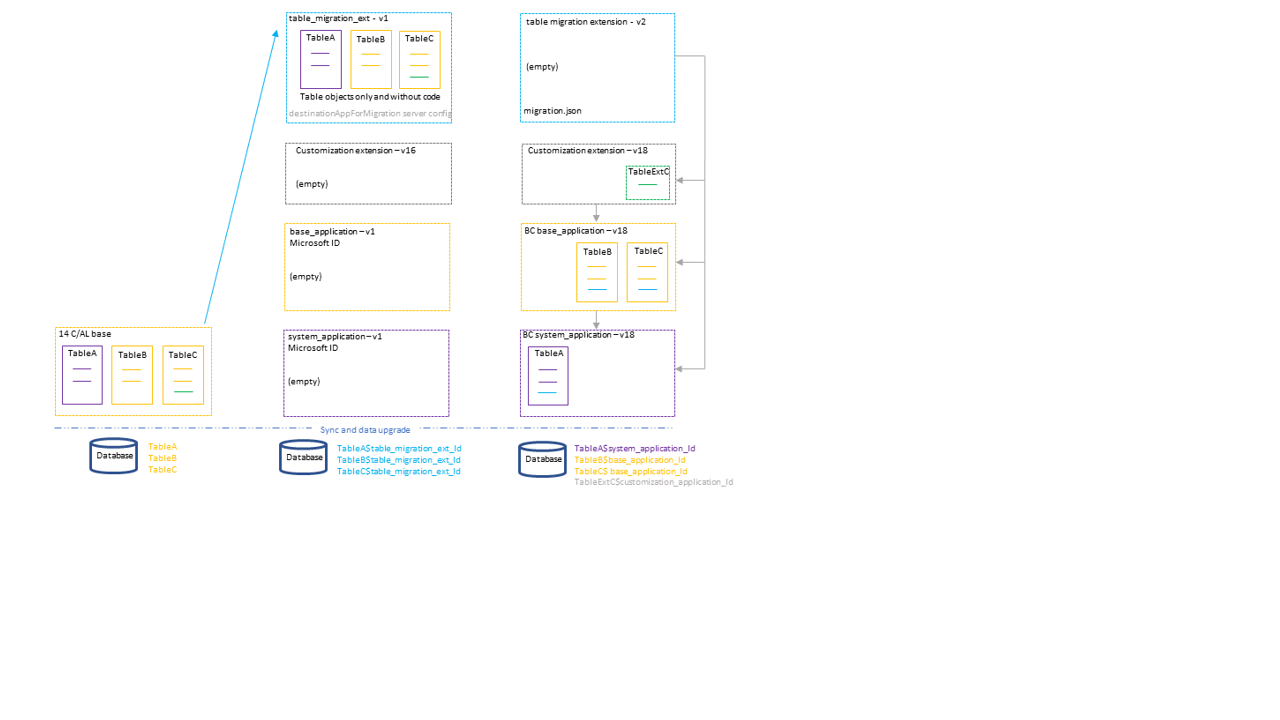 table_migration_ext - v1
TableA
TableB
TableC
Table objects only and without code
destinationAppForMigration server config
table migration extension - v2
(empty)
migration.json
Customization extension – v16
(empty)
Customization extension – v18
TableExtC
base_application – v1
Microsoft ID
(empty)
BC base_application – v18
TableB
TableC
14 C/AL base
TableA
TableB
TableC
system_application – v1
Microsoft ID
(empty)
BC system_application – v18
TableA
Sync and data upgrade
Database
TableA
TableB
TableC
Database
TableA$table_migration_ext_Id
TableB$table_migration_ext_Id
TableC$table_migration_ext_Id
Database
TableA$system_application_Id
TableB$base_application_Id
TableC$ base_application_Id
TableExtC$customization_application_Id